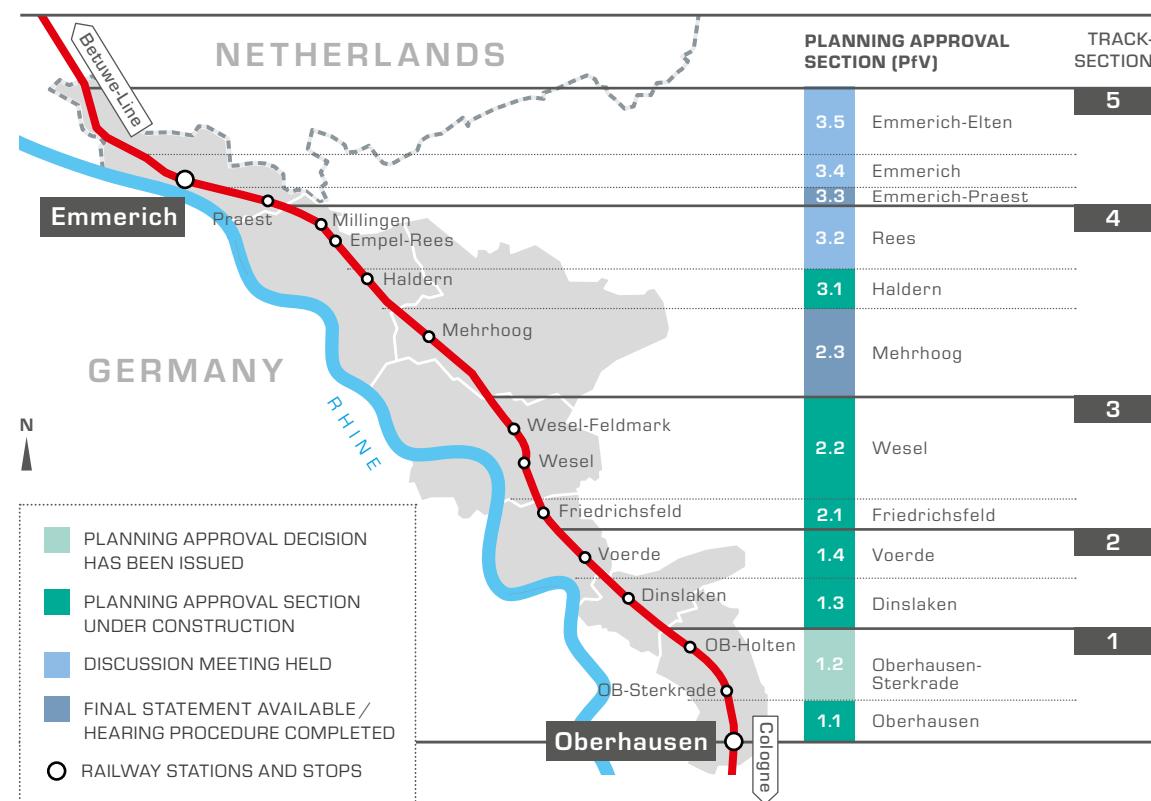 NETHERLANDS
Betuwe-Line
PLANNING APPROVAL
SECTION (PfV)
TRACK-
SECTION
5
3.5 Emmerich-Elten
3.4 Emmerich
3.3 Emmerich-Praest
4
3.2 Rees
3.1 Haldern
2.3 Mehrhoog
3
2.2 Wesel
2.1 Friedrichsfeld
2
1.4 Voerde
1.3 Dinslaken
1
1.2 Oberhausen-
Sterkrade
1.1 Oberhausen
Emmerich
Praest
Millingen
Empel-Rees
Haldern
Mehrhoog
GERMANY
RHINE
N
Wesel-Feldmark
Wesel
Friedrichsfeld
Voerde
Dinslaken
OB-Holten
OB-Sterkrade
Oberhausen
Cologne
PLANNING APPROVAL DECISION
HAS BEEN ISSUED
PLANNING APPROVAL SECTION
UNDER CONSTRUCTION
DISCUSSION MEETING HELD
FINAL STATEMENT AVAILABLE /
HEARING PROCEDURE COMPLETED
RAILWAY STATIONS AND STOPS